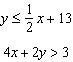 y ≤ 1/2 x + 13
4x + 2y > 3